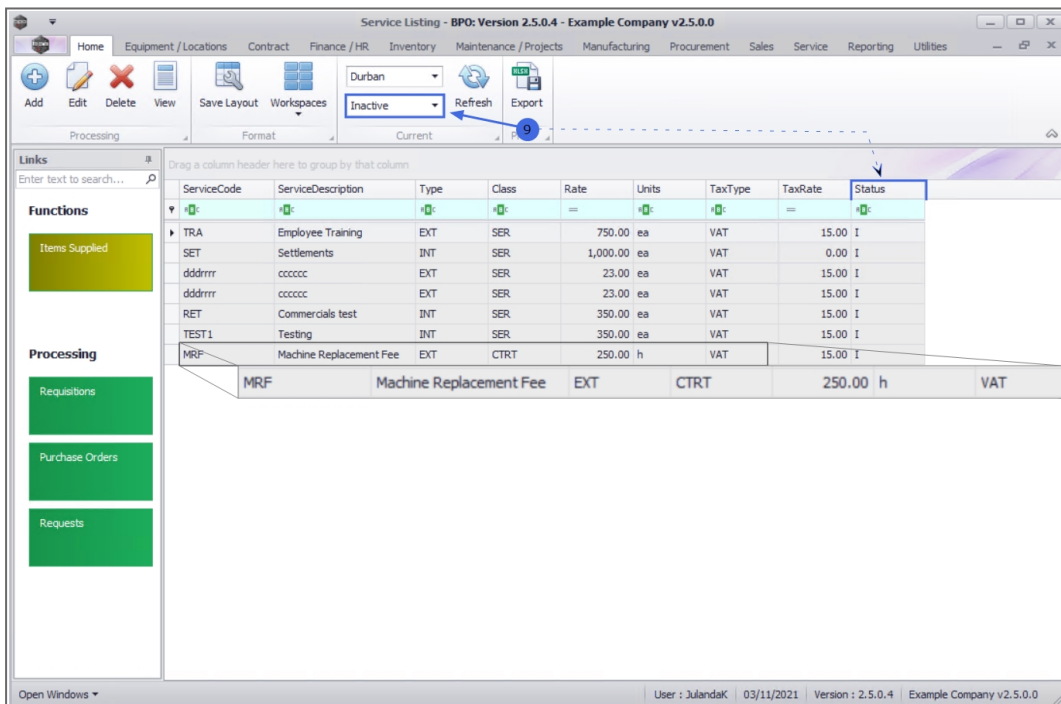 Service Listing - BPO: Version 2.5.0.4 - Example Company v2.5.0.0
Home Equipment / Locations Contract Finance / HR Inventory Maintenance / Projects Manufacturing Procurement Sales Service Reporting Utilities
Durban
Inactive
Add Edit Delete View Save Layout Workspaces Refresh Export
9
Processing Format Current
Links
Drag a column header here to group by that column
Enter text to search...
ServiceCode ServiceDescription Type Class Rate Units TaxType TaxRate Status
Functions
TRA Employee Training EXT SER 750.00 ea VAT 15.00 I
Items Supplied
SET Settlements INT SER 1,000.00 ea VAT 0.00 I
dddrrrr cccccc EXT SER 23.00 ea VAT 15.00 I
dddrrrr cccccc EXT SER 23.00 ea VAT 15.00 I
RET Commercials test INT SER 350.00 ea VAT 15.00 I
TEST1 Testing INT SER 350.00 ea VAT 15.00 I
Processing
MRF Machine Replacement Fee EXT CTRT 250.00 h VAT 15.00 I
MRF Machine Replacement Fee EXT CTRT 250.00 h VAT
Requisitions
Purchase Orders
Requests
Open Windows User : JulandaK 03/11/2021 Version : 2.5.0.4 Example Company v2.5.0.0